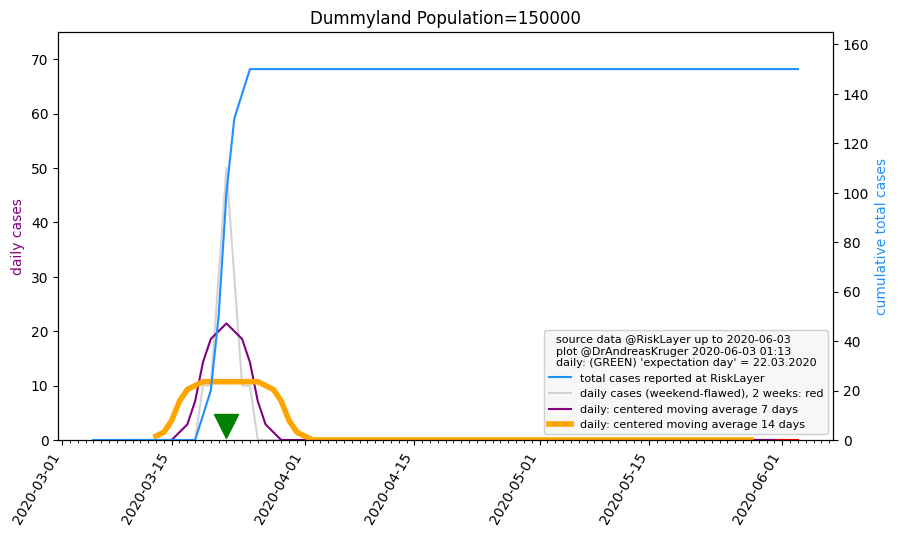 Dummyland Population=150000
70
60
50
40
30
20
10
0
daily cases
160
140
120
100
80
60
40
20
0
cumulative total cases
source data @RiskLayer up to 2020-06-03
plot @DrAndreasKruger 2020-06-03 01:13
daily: (GREEN) 'expectation day' = 22.03.2020
total cases reported at RiskLayer
daily cases (weekend-flawed), 2 weeks: red
daily: centered moving average 7 days
daily: centered moving average 14 days
2020-03-01
2020-03-15
2020-04-01
2020-04-15
2020-05-01
2020-05-15
2020-06-01